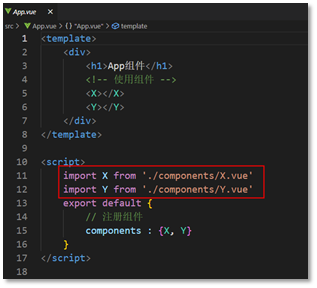 App.vue
src > App.vue > {} "App.vue" > template
1 <template>
2 <div>
3 <h1>App组件</h1>
4 <!-- 使用组件 -->
5 <X></X>
6 <Y></Y>
7 </div>
8 </template>
9
10 <script>
11 import X from './components/X.vue'
12 import Y from './components/Y.vue'
13 export default {
14 // 注册组件
15 components : {X, Y}
16 }
17 </script>
18